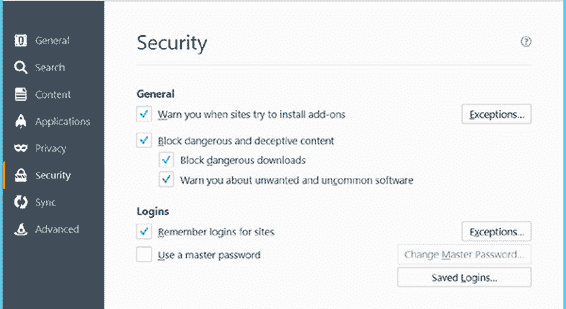 General
Search
Content
Applications
Privacy
Security
Sync
Advanced
Security
?
General
Warn you when sites try to install add-ons
Exceptions...
Block dangerous and deceptive content
Block dangerous downloads
Warn you about unwanted and uncommon software
Logins
Remember logins for sites
Exceptions...
Use a master password
Change Master Password...
Saved Logins...